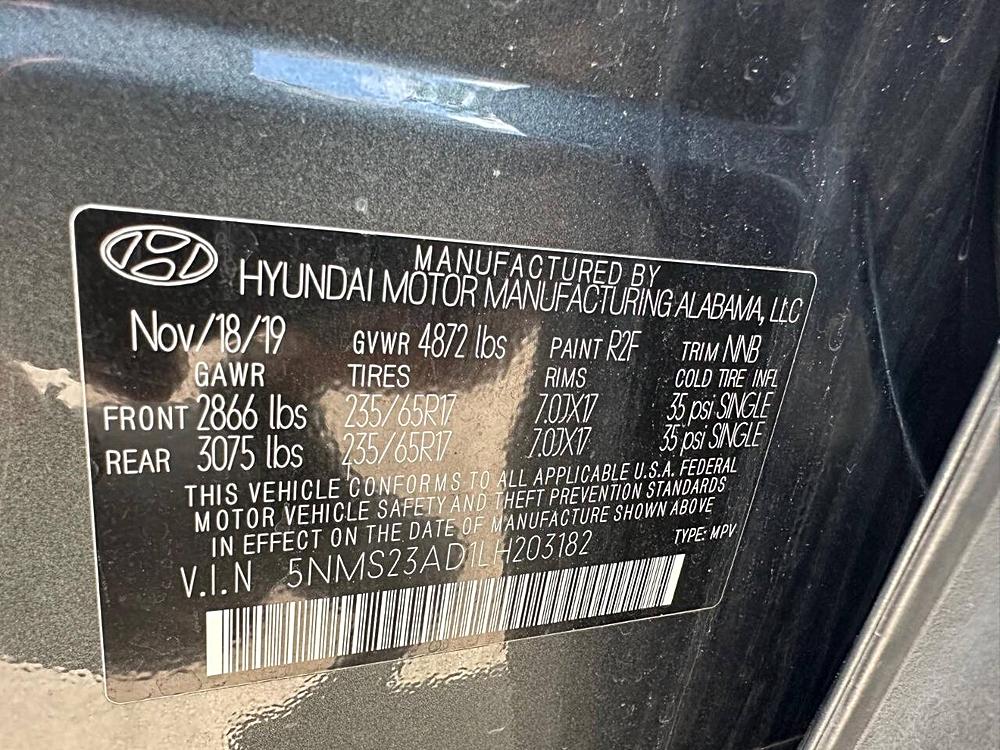 MANUFACTURED BY
HYUNDAI MOTOR MANUFACTURING ALABAMA, LLC
Nov/18/19 GVWR 4872 lbs PAINT R2F TRIM NNB
GAWR TIRES RIMS COLD TIRE INFL
FRONT 2866 lbs 235/65R17 7.0JX17 35 psi SINGLE
REAR 3075 lbs 235/65R17 7.0JX17 35 psi SINGLE
THIS VEHICLE CONFORMS TO ALL APPLICABLE U.S.A. FEDERAL
MOTOR VEHICLE SAFETY AND THEFT PREVENTION STANDARDS
IN EFFECT ON THE DATE OF MANUFACTURE SHOWN ABOVE
V.I.N 5NMS23AD1LH203182 TYPE: MPV